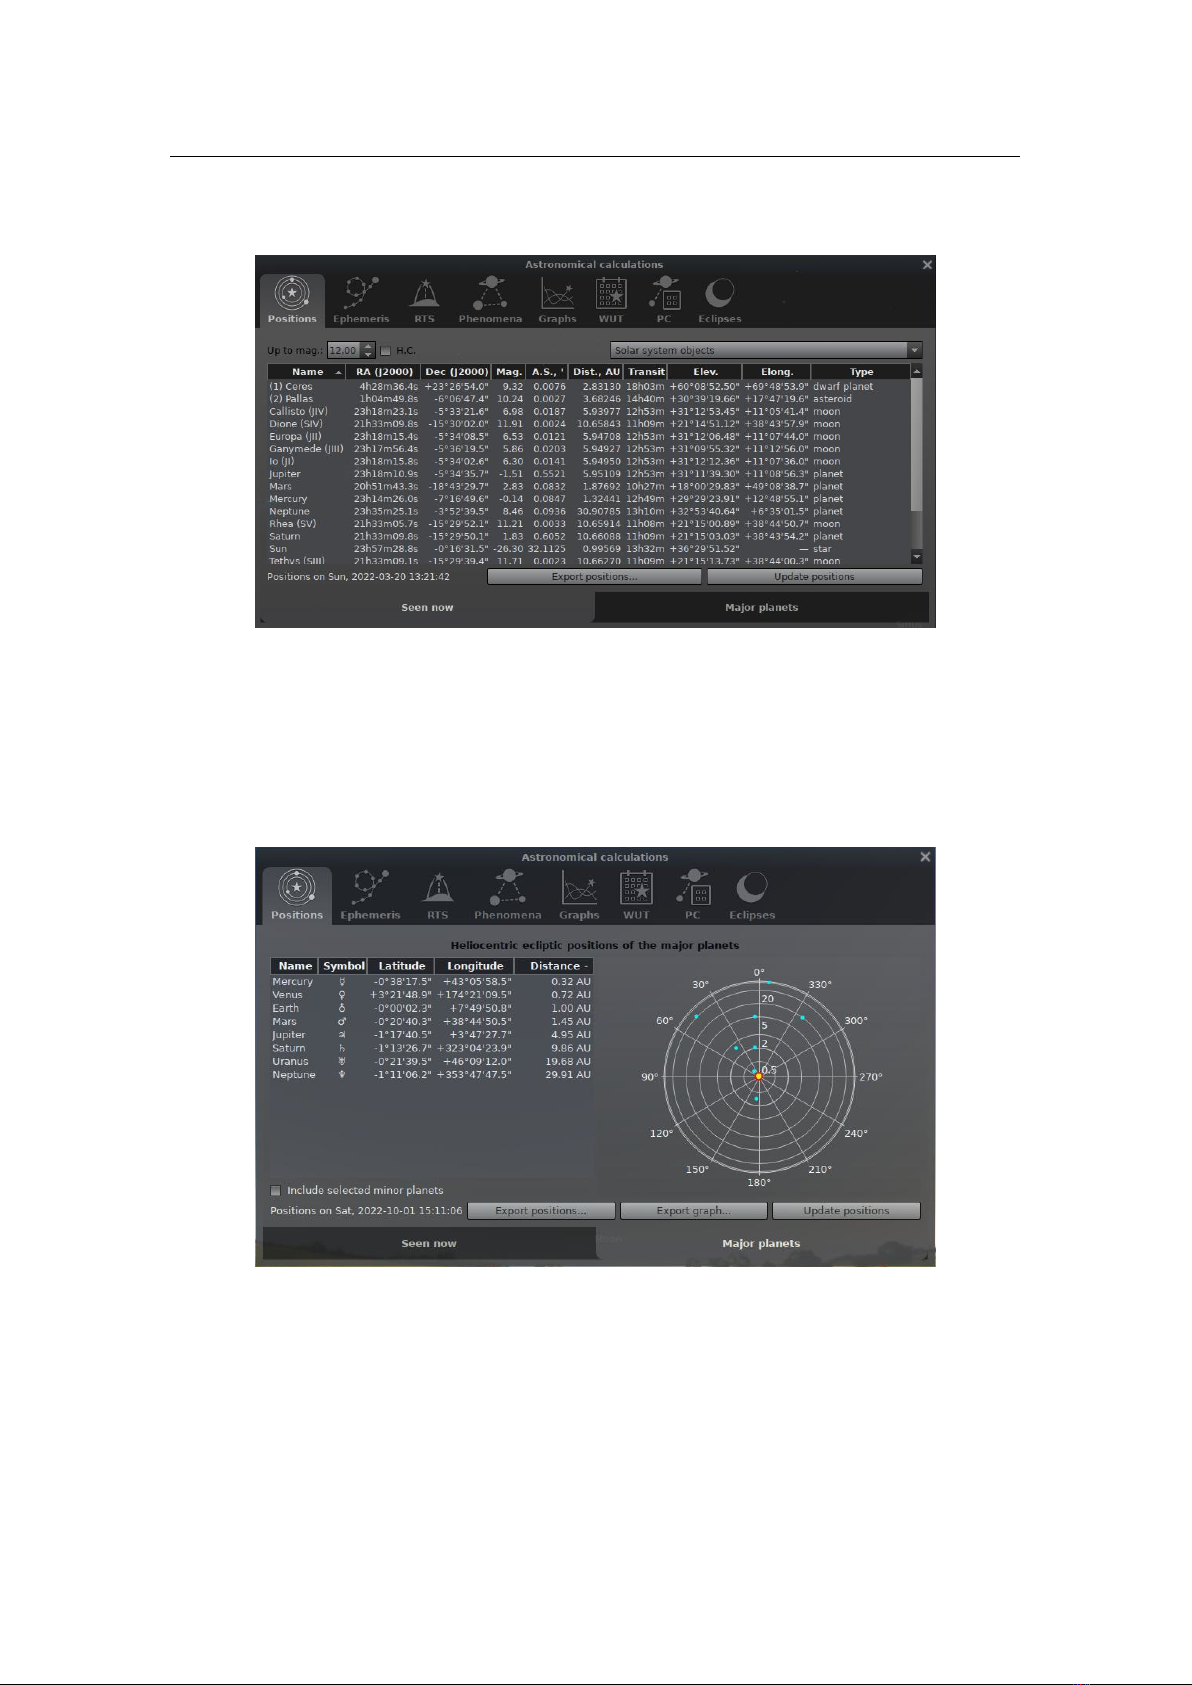 Astronomical calculations
Positions Ephemeris RTS Phenomena Graphs WUT PC Eclipses
Up to mag.: 12.00 H.C. Solar system objects
Name RA (J2000) Dec (J2000) Mag. A.S., ' Dist., AU Transit Elev. Elong. Type
(1) Ceres 4h28m36.4s +23°26'54.0" 9.32 0.0076 2.83130 18h03m +60°08'52.50" +69°48'53.9" dwarf planet
(2) Pallas 1h04m49.8s -6°06'47.4" 10.24 0.0027 3.68246 14h40m +30°39'19.66" +17°47'19.6" asteroid
Callisto (JIV) 23h18m23.1s -5°33'21.6" 6.98 0.0187 5.93977 12h53m +31°12'53.45" +11°05'41.4" moon
Dione (SIV) 21h33m09.8s -15°30'02.0" 11.91 0.0024 10.65843 11h09m +21°14'51.12" +38°43'57.9" moon
Europa (JII) 23h18m15.4s -5°34'08.5" 6.53 0.0121 5.94708 12h53m +31°12'06.48" +11°07'44.0" moon
Ganymede (JIII) 23h17m56.4s -5°36'19.5" 5.86 0.0203 5.94927 12h53m +31°09'55.32" +11°12'56.0" moon
Io (JI) 23h18m15.8s -5°34'02.6" 6.30 0.0141 5.94950 12h53m +31°12'12.36" +11°07'36.0" moon
Jupiter 23h18m10.9s -5°34'35.7" -1.51 0.5521 5.95109 12h53m +31°11'39.30" +11°08'56.3" planet
Mars 20h51m43.3s -18°43'29.7" 2.83 0.0832 1.87692 10h27m +18°00'29.83" +49°08'38.7" planet
Mercury 23h14m26.0s -7°16'49.6" -0.14 0.0847 1.32441 12h49m +29°29'23.91" +12°48'55.1" planet
Neptune 23h35m25.1s -3°52'39.5" 8.46 0.0936 30.90785 13h10m +32°53'40.64" +6°35'01.5" planet
Rhea (SV) 21h33m05.7s -15°29'52.1" 11.21 0.0033 10.65914 11h08m +21°15'00.89" +38°44'50.7" moon
Saturn 21h33m09.8s -15°29'50.1" 1.83 0.6052 10.66088 11h09m +21°15'03.03" +38°43'54.2" planet
Sun 23h57m28.8s -0°16'31.5" -26.30 32.1125 0.99569 13h32m +36°29'51.52" — star
Tethys (SIII) 21h33m09.1s -15°29'39.4" 11.71 0.0023 10.66270 11h09m +21°15'13.73" +38°44'00.3" moon
Positions on Sun, 2022-03-20 13:21:42 Export positions... Update positions
Seen now Major planets
Astronomical calculations
Positions Ephemeris RTS Phenomena Graphs WUT PC Eclipses
Heliocentric ecliptic positions of the major planets
Name Symbol Latitude Longitude Distance
Mercury ☿ -0°38'17.5" +43°05'58.5" 0.32 AU
Venus ♀ +3°21'48.9" +174°21'09.5" 0.72 AU
Earth ♁ -0°00'02.3" +7°49'50.8" 1.00 AU
Mars ♂ -0°20'40.3" +38°44'50.5" 1.45 AU
Jupiter ♃ -1°17'40.5" +3°47'27.7" 4.95 AU
Saturn ♄ -1°13'26.7" +323°04'23.9" 9.86 AU
Uranus ♅ -0°21'39.5" +46°09'12.0" 19.68 AU
Neptune ♆ -1°11'06.2" +353°47'47.5" 29.91 AU
0°
30° 330°
20
60° 5 300°
2
90° 0.5 270°
120° 240°
150° 210°
180°
Include selected minor planets
Positions on Sat, 2022-10-01 15:11:06 Export positions... Export graph... Update positions
Seen now Major planets